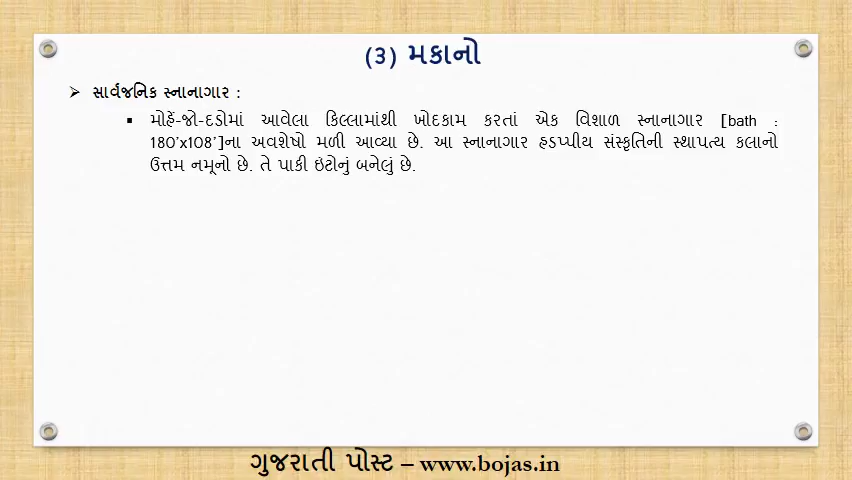 (૩) મકાનો
➢ સાર્વજનિક સ્નાનાગાર :
▪ મોહેં-જો-દડોમાં આવેલા કિલ્લામાંથી ખોદકામ કરતાં એક વિશાળ સ્નાનાગાર [bath :
180'x108']ના અવશેષો મળી આવ્યા છે. આ સ્નાનાગાર હડપ્પીય સંસ્કૃતિની સ્થાપત્ય કલાનો
ઉત્તમ નમૂનો છે. તે પાકી ઇંટોનું બનેલું છે.
ગુજરાતી પોસ્ટ – www.bojas.in